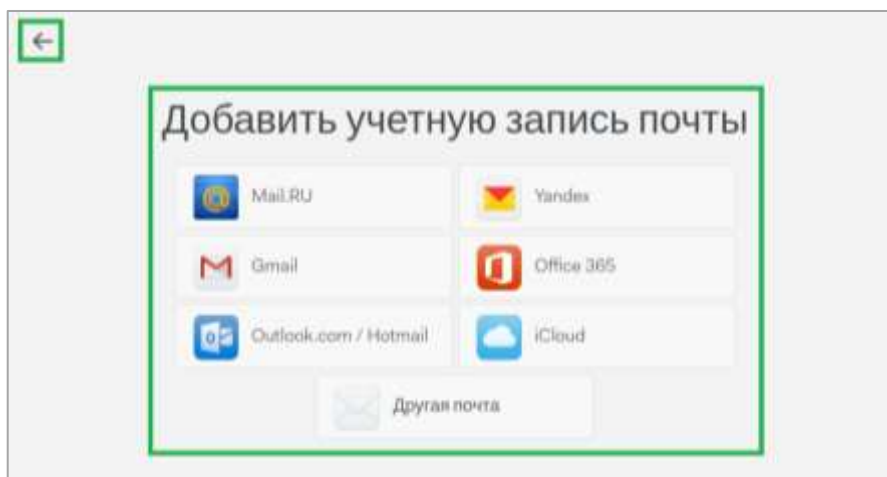 Добавить учетную запись почты
Mail.RU
Yandex
Gmail
Office 365
Outlook.com / Hotmail
iCloud
Другая почта